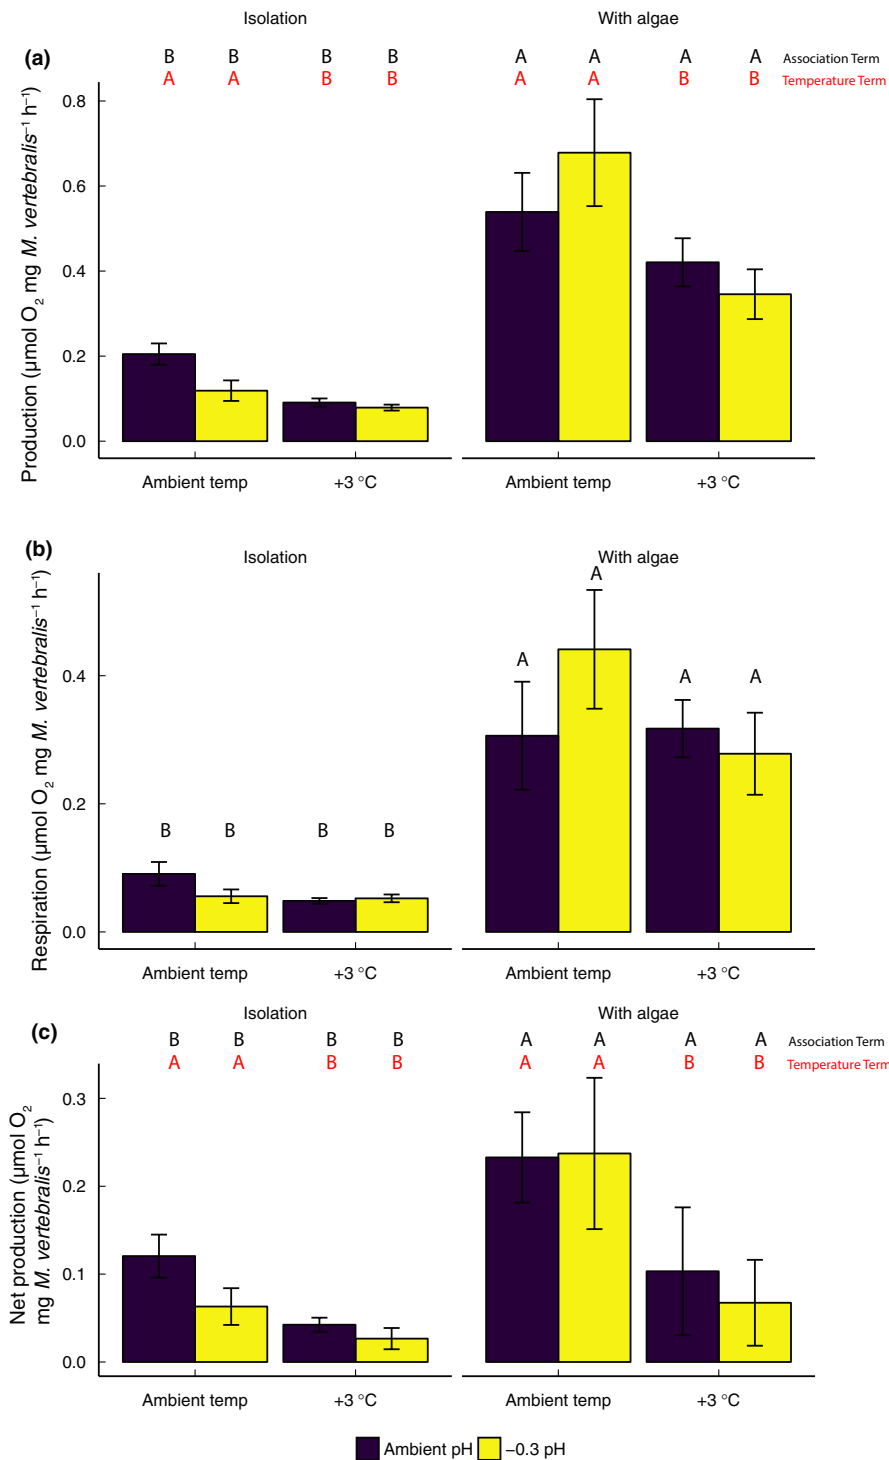 Isolation With algae
(a) B B B B A A A A Association Term
A A B B A A B B Temperature Term
Production (μmol O₂ mg M. vertebralis⁻¹ h⁻¹)
0.8
0.6
0.4
0.2
0.0
Ambient temp +3 °C Ambient temp +3 °C
(b) Isolation With algae
Respiration (μmol O₂ mg M. vertebralis⁻¹ h⁻¹)
A
A A A
0.4
0.2
B B B B
0.0
Ambient temp +3 °C Ambient temp +3 °C
Isolation With algae
(c) B B B B A A A A Association Term
A A B B A A B B Temperature Term
Net production (μmol O₂
mg M. vertebralis⁻¹ h⁻¹)
0.3
0.2
0.1
0.0
Ambient temp +3 °C Ambient temp +3 °C
Ambient pH −0.3 pH